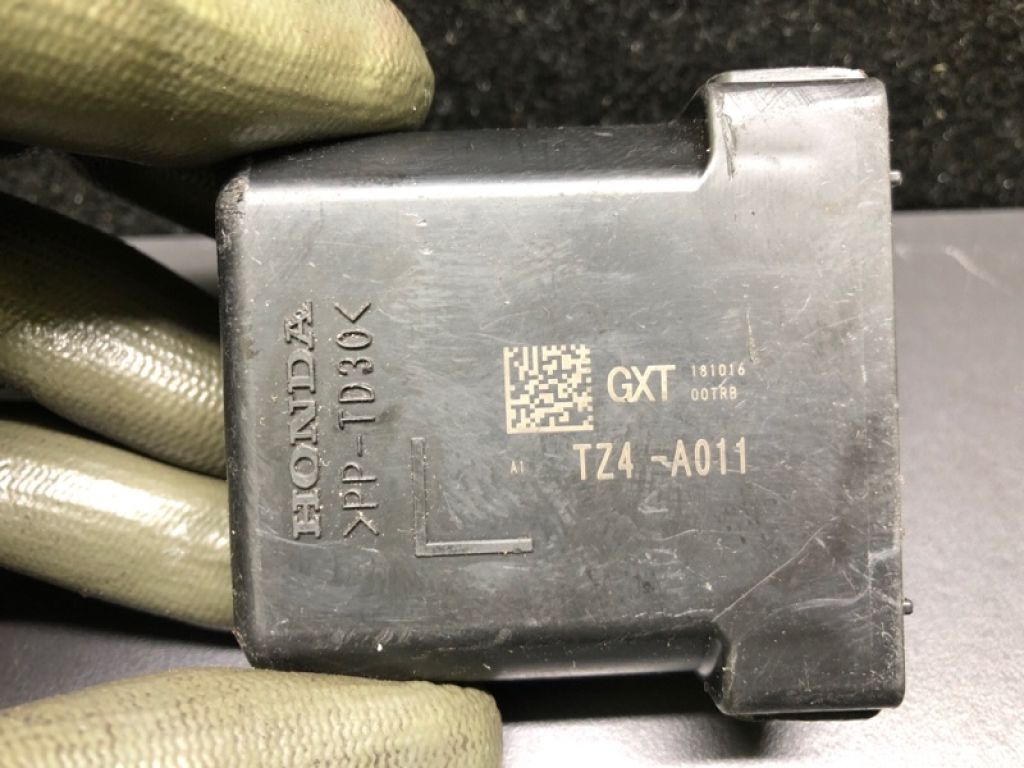 HONDA
>PP-TD30<
GXT
181016
00TRB
A1
TZ4-A011
L